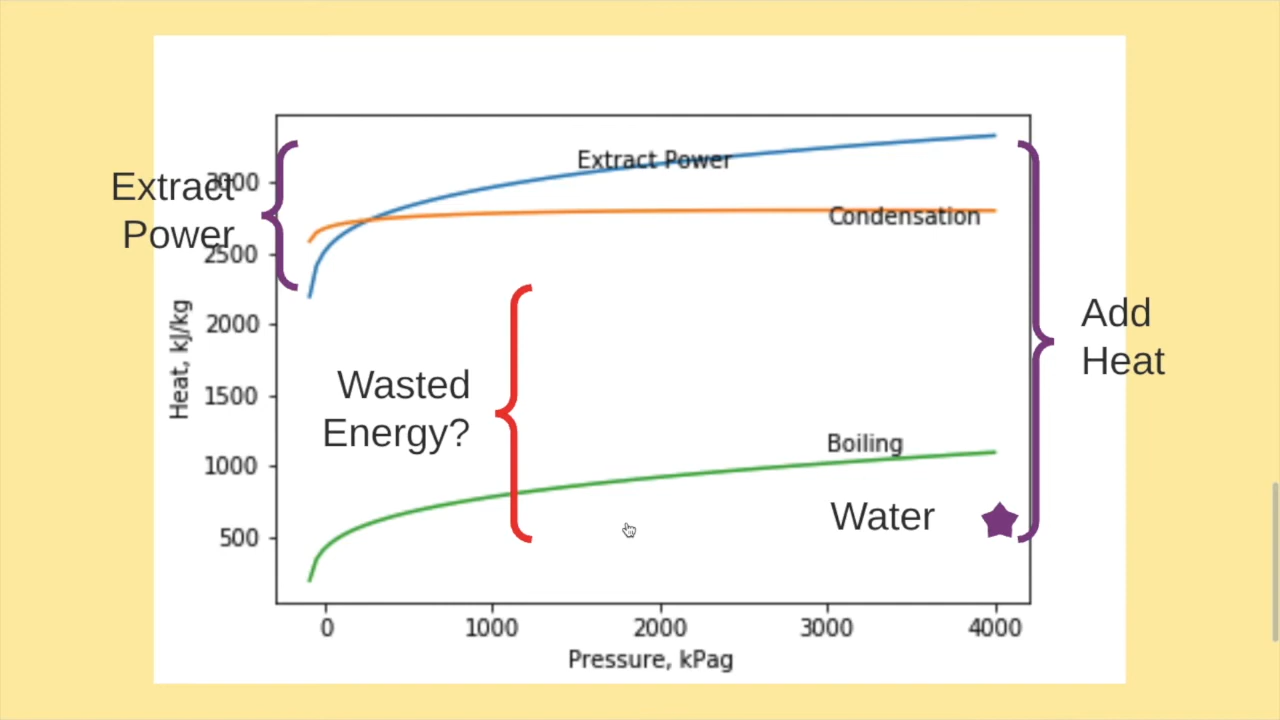 Extract Power
Extract
Power
3000
Condensation
2500
Heat, kJ/kg
2000
Add
Heat
1500
Wasted
Energy?
Boiling
1000
Water
500
0 1000 2000 3000 4000
Pressure, kPag